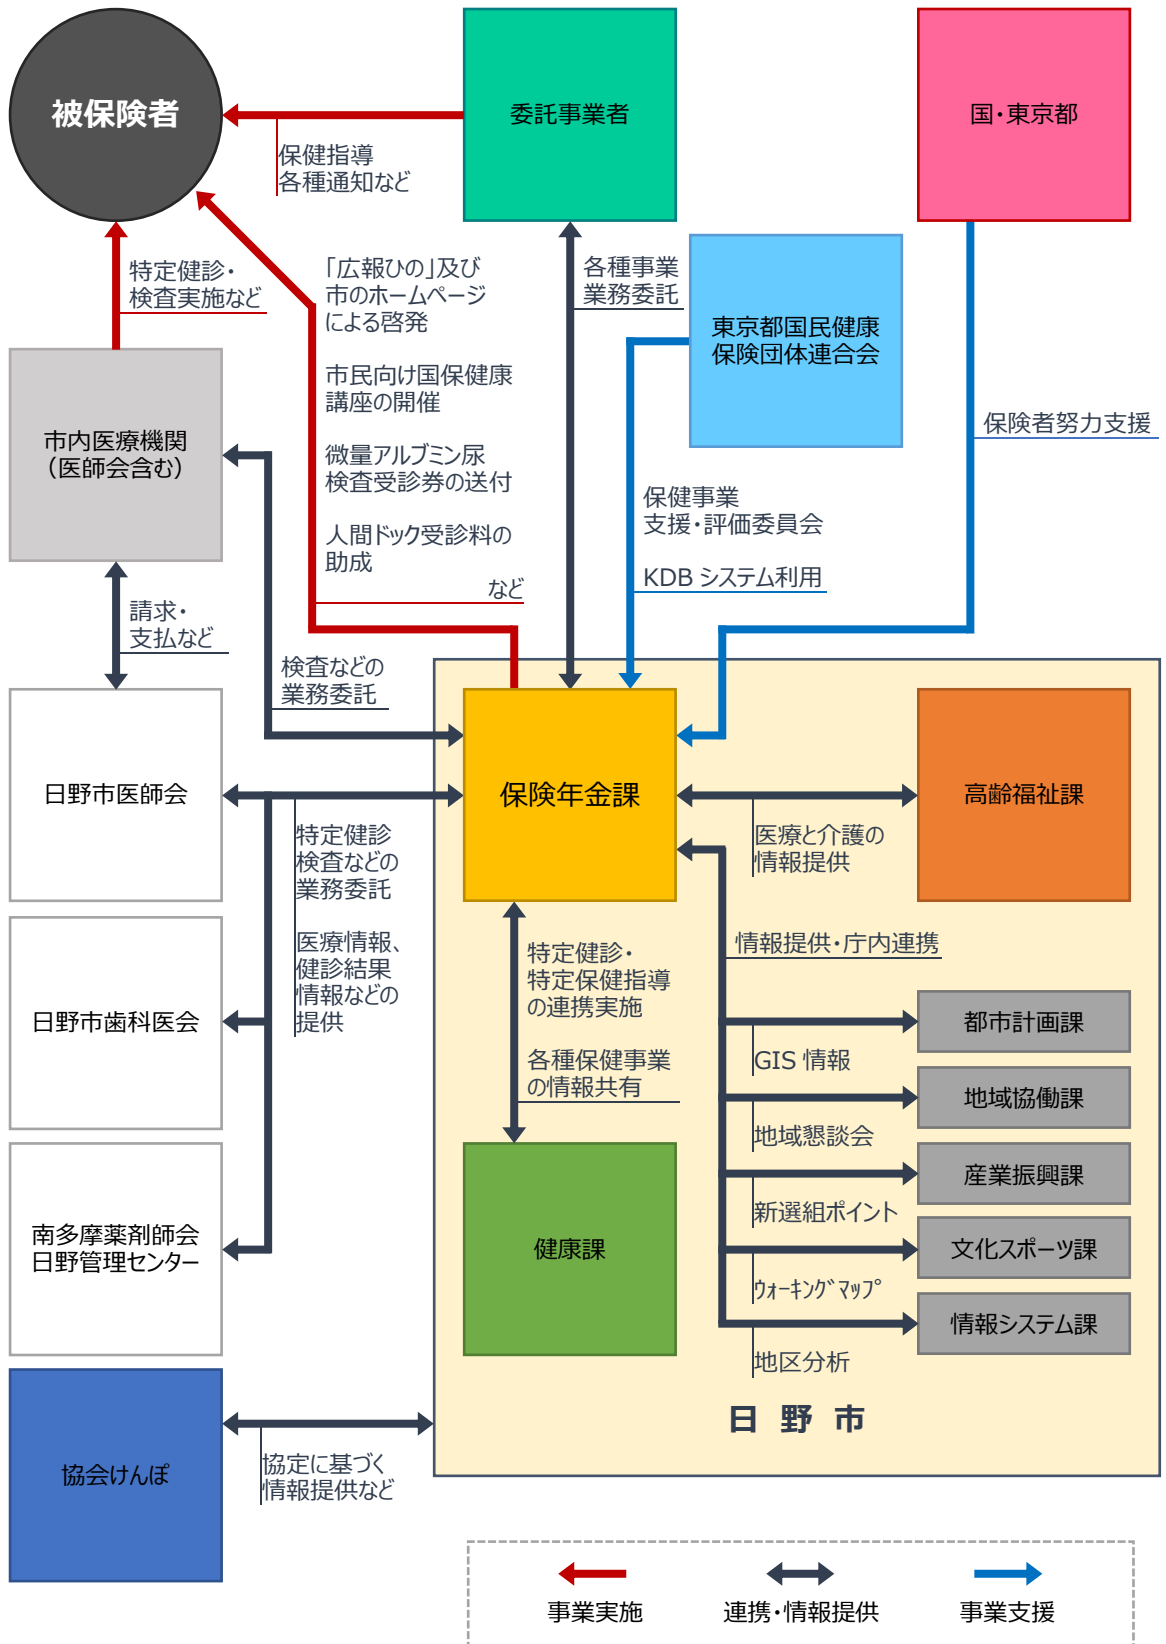 被保険者
委託事業者
国・東京都
保健指導
各種通知など
特定健診・
検査実施など
「広報ひの」及び
市のホームページ
による啓発
市民向け国保健康
講座の開催
微量アルブミン尿
検査受診券の送付
人間ドック受診料の
助成
など
各種事業
業務委託
東京都国民健康
保険団体連合会
保険者努力支援
市内医療機関
（医師会含む）
保健事業
支援・評価委員会
KDB システム利用
請求・
支払など
検査などの
業務委託
日野市医師会
保険年金課
高齢福祉課
特定健診
検査などの
業務委託
医療情報、
健診結果
情報などの
提供
医療と介護の
情報提供
特定健診・
特定保健指導
の連携実施
各種保健事業
の情報共有
情報提供・庁内連携
日野市歯科医会
都市計画課
GIS 情報
地域協働課
地域懇談会
産業振興課
新選組ポイント
南多摩薬剤師会
日野管理センター
健康課
文化スポーツ課
ｳｫｰｷﾝｸﾞﾏｯﾌﾟ
情報システム課
地区分析
日 野 市
協会けんぽ
協定に基づく
情報提供など
事業実施
連携・情報提供
事業支援